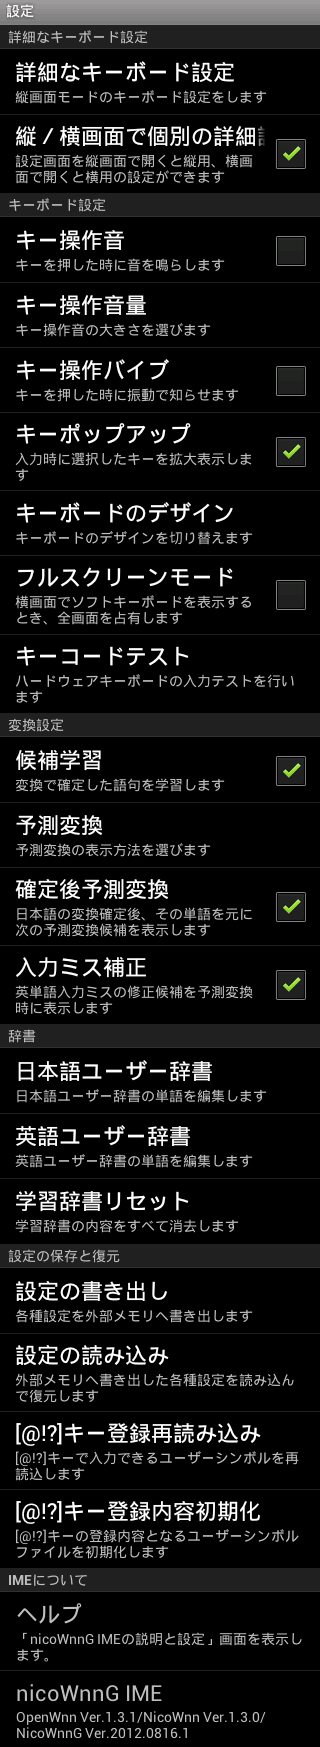 設定
詳細なキーボード設定
詳細なキーボード設定
縦画面モードのキーボード設定をします
縦 / 横画面で個別の詳細
設定画面を縦画面で開くと縦用、横画
面で開くと横用の設定ができます
キーボード設定
キー操作音
キーを押した時に音を鳴らします
キー操作音量
キー操作音の大きさを選びます
キー操作バイブ
キーを押した時に振動で知らせます
キーポップアップ
入力時に選択したキーを拡大表示しま
す
キーボードのデザイン
キーボードのデザインを切り替えます
フルスクリーンモード
横画面でソフトキーボードを表示する
とき、全画面を占有します
キーコードテスト
ハードウェアキーボードの入力テストを行い
ます
変換設定
候補学習
変換で確定した語句を学習します
予測変換
予測変換の表示方法を選びます
確定後予測変換
日本語の変換確定後、その単語を元に
次の予測変換候補を表示します
入力ミス補正
英単語入力ミスの修正候補を予測変換
時に表示します
辞書
日本語ユーザー辞書
日本語ユーザー辞書の単語を編集します
英語ユーザー辞書
英語ユーザー辞書の単語を編集します
学習辞書リセット
学習辞書の内容をすべて消去します
設定の保存と復元
設定の書き出し
各種設定を外部メモリへ書き出します
設定の読み込み
外部メモリへ書き出した各種設定を読み込ん
で復元します
[@!?]キー登録再読み込み
[@!?]キーで入力できるユーザーシンボルを再
読込します
[@!?]キー登録内容初期化
[@!?]キーの登録内容となるユーザーシンボル
ファイルを初期化します
IMEについて
ヘルプ
「nicoWnnG IMEの説明と設定」画面を表示しま
す。
nicoWnnG IME
OpenWnn Ver.1.3.1/NicoWnn Ver.1.3.0/
NicoWnnG Ver.2012.0816.1